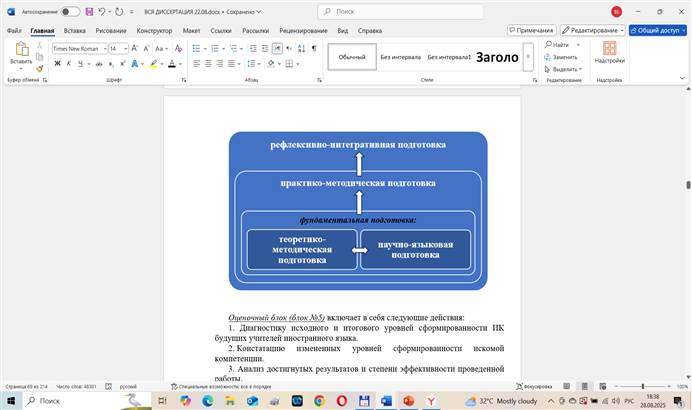 Автосохранение
ВСЯ ДИССЕРТАЦИЯ 22.08.docx • Сохранено
Поиск
Файл Главная Вставка Рисование Конструктор Макет Ссылки Рассылки Рецензирование Вид Справка
Примечания Редактирование Общий доступ
Вставить
Буфер обмена
Times New Roman 14
Ж К Ч
Шрифт
Абзац
Обычный Без интервала Без интервала1 Заголо
Стили
Найти
Заменить
Выделить
Редактирование
Надстройки
Надстройки
рефлексивно-интегративная подготовка
практико-методическая подготовка
фундаментальная подготовка:
теоретико-
методическая
подготовка
научно-языковая
подготовка
Оценочный блок (блок №5) включает в себя следующие действия:
1. Диагностику исходного и итогового уровней сформированности ИК
будущих учителей иностранного языка.
2. Констатацию измененных уровней сформированности искомой
компетенции.
3. Анализ достигнутых результатов и степени эффективности проведенной
работы.
Страница 69 из 214 Число слов: 48301 русский Специальные возможности: все в порядке Фокусировка 100%
Поиск
32°C Mostly cloudy
РУС
18:38
28.08.2025